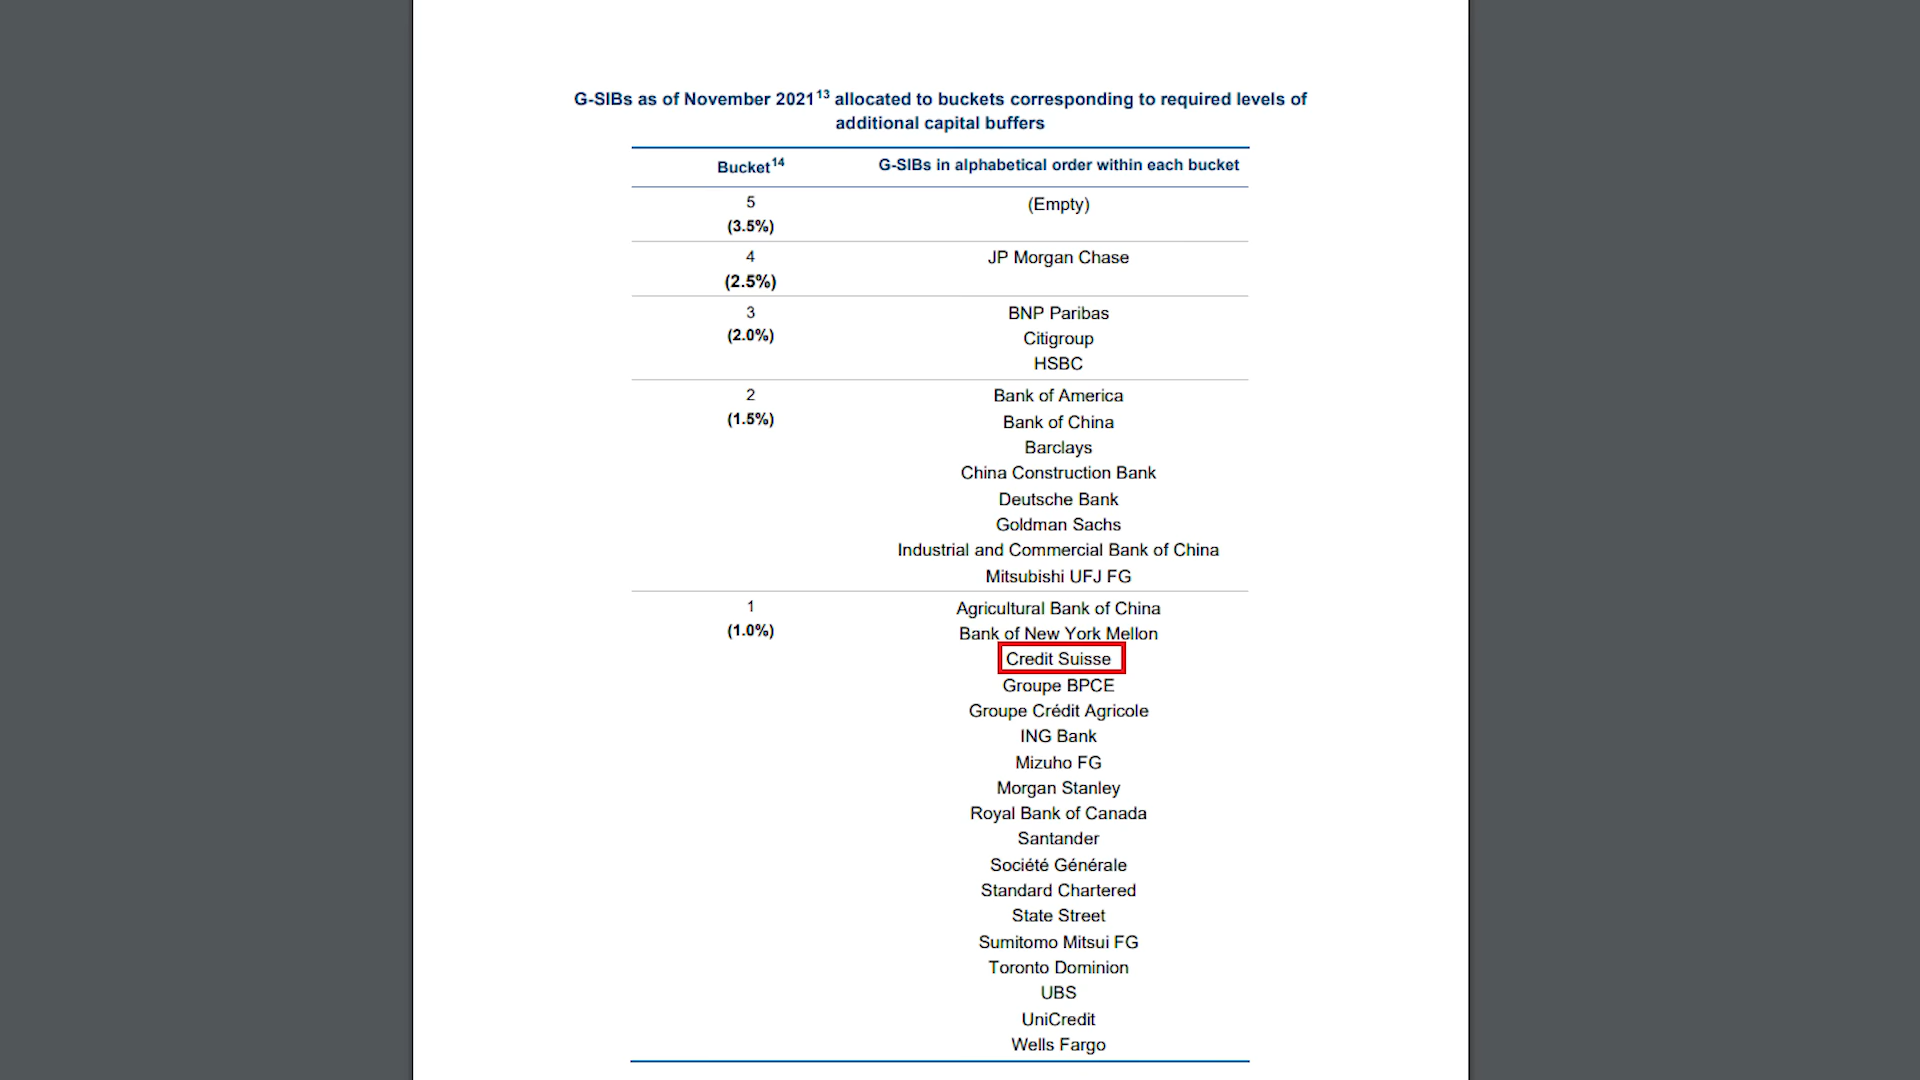 G-SIBs as of November 2021¹³ allocated to buckets corresponding to required levels of
additional capital buffers
Bucket¹⁴ G-SIBs in alphabetical order within each bucket
5 (Empty)
(3.5%)
4 JP Morgan Chase
(2.5%)
3 BNP Paribas
(2.0%) Citigroup
HSBC
2 Bank of America
(1.5%) Bank of China
Barclays
China Construction Bank
Deutsche Bank
Goldman Sachs
Industrial and Commercial Bank of China
Mitsubishi UFJ FG
1 Agricultural Bank of China
(1.0%) Bank of New York Mellon
Credit Suisse
Groupe BPCE
Groupe Crédit Agricole
ING Bank
Mizuho FG
Morgan Stanley
Royal Bank of Canada
Santander
Société Générale
Standard Chartered
State Street
Sumitomo Mitsui FG
Toronto Dominion
UBS
UniCredit
Wells Fargo